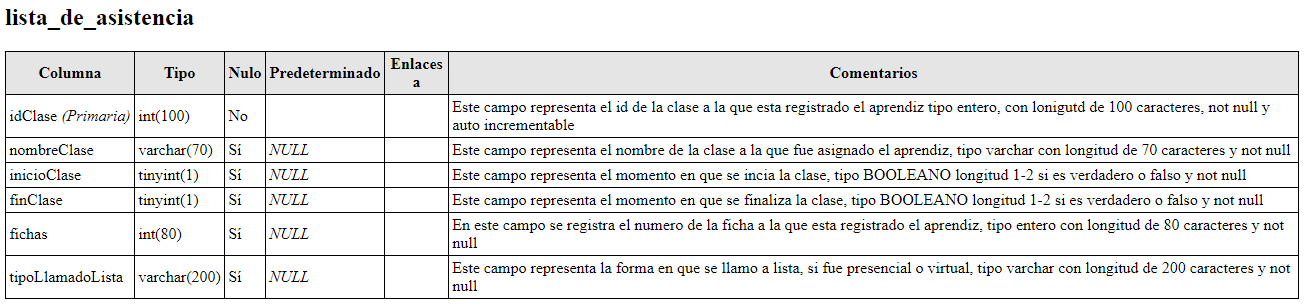 lista_de_asistencia
Columna Tipo Nulo Predeterminado Enlaces a Comentarios
idClase (Primaria) int(100) No Este campo representa el id de la clase a la que esta registrado el aprendiz tipo entero, con lonigutd de 100 caracteres, not null y
auto incrementable
nombreClase varchar(70) Sí NULL Este campo representa el nombre de la clase a la que fue asignado el aprendiz, tipo varchar con longitud de 70 caracteres y not null
inicioClase tinyint(1) Sí NULL Este campo representa el momento en que se incia la clase, tipo BOOLEANO longitud 1-2 si es verdadero o falso y not null
finClase tinyint(1) Sí NULL Este campo representa el momento en que se finaliza la clase, tipo BOOLEANO longitud 1-2 si es verdadero o falso y not null
fichas int(80) Sí NULL En este campo se registra el numero de la ficha a la que esta registrado el aprendiz, tipo entero con longitud de 80 caracteres y not
null
tipoLlamadoLista varchar(200) Sí NULL Este campo representa la forma en que se llamo a lista, si fue presencial o virtual, tipo varchar con longitud de 200 caracteres y not
null